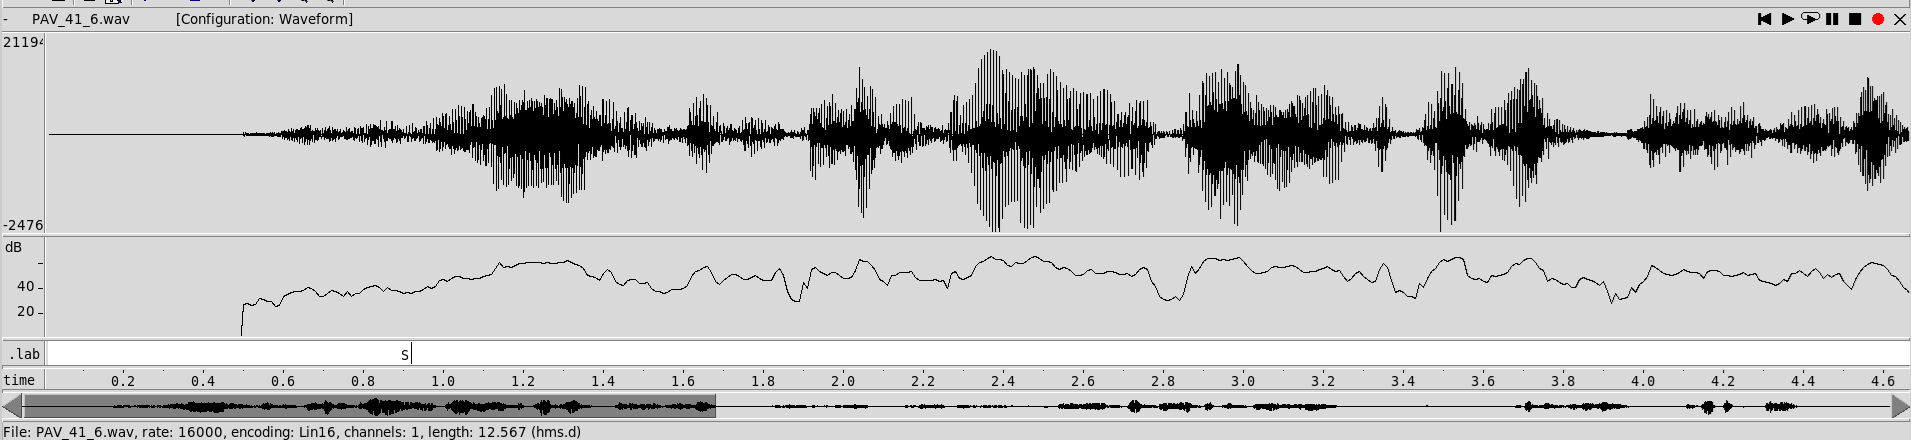 - PAV_41_6.wav [Configuration: Waveform]
21194
-2476
dB
40
20
.lab s
time 0.2 0.4 0.6 0.8 1.0 1.2 1.4 1.6 1.8 2.0 2.2 2.4 2.6 2.8 3.0 3.2 3.4 3.6 3.8 4.0 4.2 4.4 4.6
File: PAV_41_6.wav, rate: 16000, encoding: Lin16, channels: 1, length: 12.567 (hms.d)